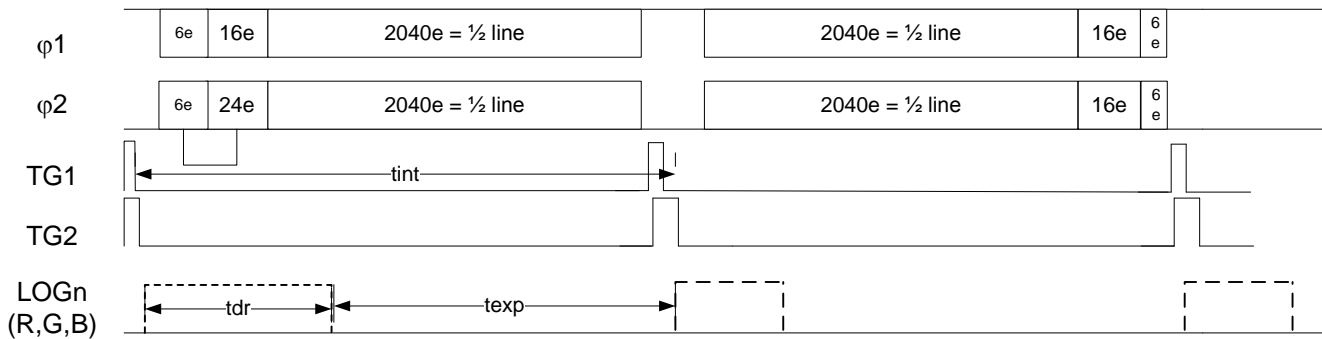 φ1 6e 16e 2040e = ½ line 2040e = ½ line 16e 6 e
φ2 6e 24e 2040e = ½ line 2040e = ½ line 16e 6 e
TG1 tint
TG2
LOGn
(R,G,B) tdr texp